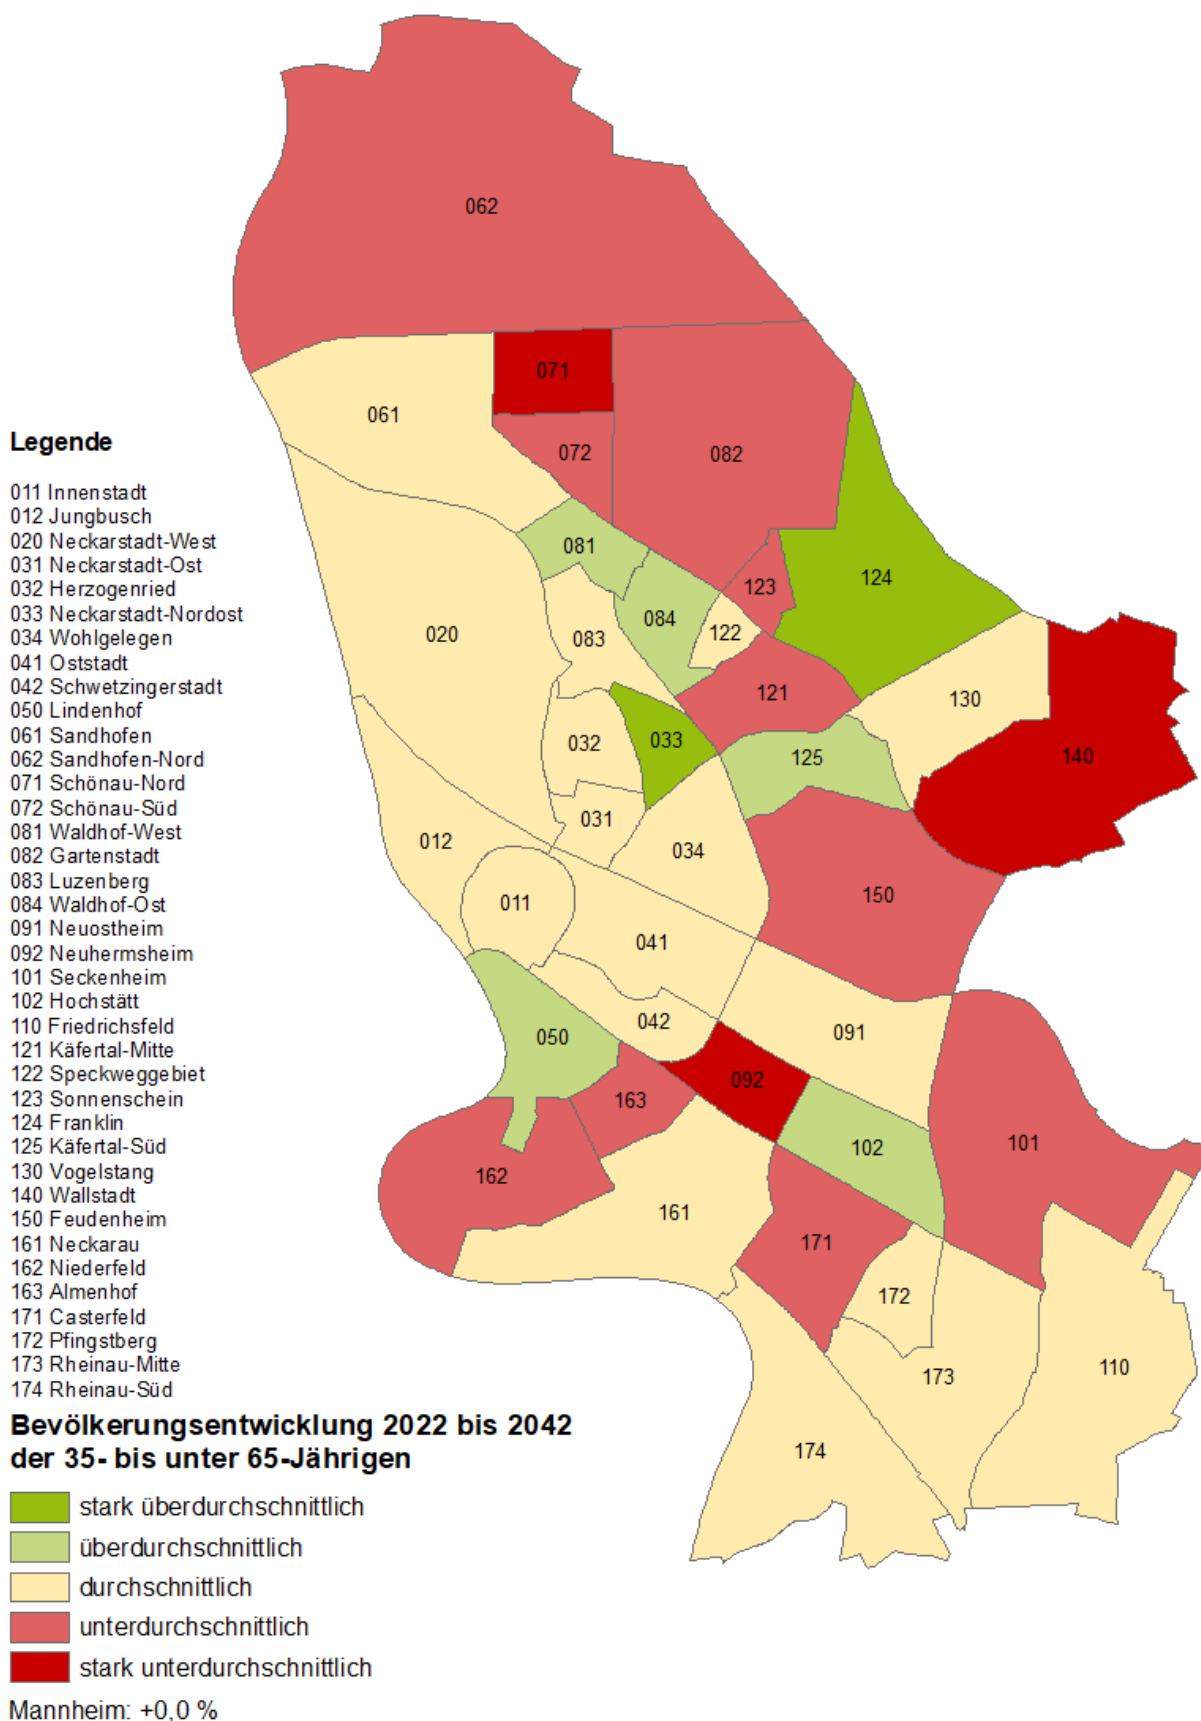 062
071
061
072
082
081
124
123
084
122
083
020
121
130
033
032
125
140
031
012
034
150
011
041
042
091
050
092
163
102
101
162
161
171
172
173
110
174
Legende
011 Innenstadt
012 Jungbusch
020 Neckarstadt-West
031 Neckarstadt-Ost
032 Herzogenried
033 Neckarstadt-Nordost
034 Wohlgelegen
041 Oststadt
042 Schwetzingerstadt
050 Lindenhof
061 Sandhofen
062 Sandhofen-Nord
071 Schönau-Nord
072 Schönau-Süd
081 Waldhof-West
082 Gartenstadt
083 Luzenberg
084 Waldhof-Ost
091 Neuostheim
092 Neuhermsheim
101 Seckenheim
102 Hochstätt
110 Friedrichsfeld
121 Käfertal-Mitte
122 Speckweggebiet
123 Sonnenschein
124 Franklin
125 Käfertal-Süd
130 Vogelstang
140 Wallstadt
150 Feudenheim
161 Neckarau
162 Niederfeld
163 Almenhof
171 Casterfeld
172 Pfingstberg
173 Rheinau-Mitte
174 Rheinau-Süd
Bevölkerungsentwicklung 2022 bis 2042
der 35- bis unter 65-Jährigen
stark überdurchschnittlich
überdurchschnittlich
durchschnittlich
unterdurchschnittlich
stark unterdurchschnittlich
Mannheim: +0,0 %